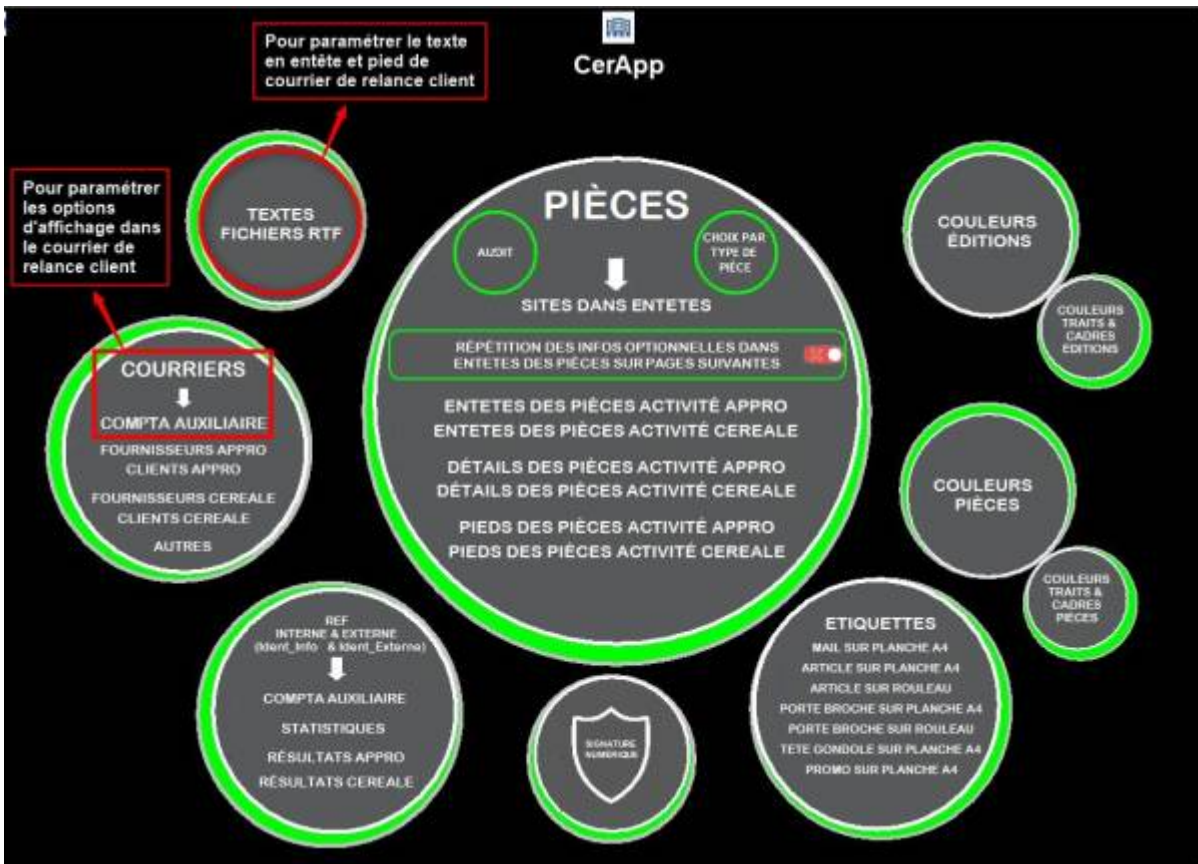 CerApp
Pour paramétrer le texte
en entête et pied de
courrier de relance client
Pour paramétrer
les options
d'affichage dans
le courrier de
relance client
TEXTES
FICHIERS RTF
COURRIERS
COMPTA AUXILIAIRE
FOURNISSEURS APPRO
CLIENTS APPRO
FOURNISSEURS CEREALE
CLIENTS CEREALE
AUTRES
PIÈCES
AUDIT
CHOIX PAR
TYPE DE
PIÈCE
SITES DANS ENTETES
RÉPÉTITION DES INFOS OPTIONNELLES DANS
ENTETES DES PIÈCES SUR PAGES SUIVANTES
ENTETES DES PIÈCES ACTIVITÉ APPRO
ENTETES DES PIÈCES ACTIVITÉ CEREALE
DÉTAILS DES PIÈCES ACTIVITÉ APPRO
DÉTAILS DES PIÈCES ACTIVITÉ CEREALE
PIEDS DES PIÈCES ACTIVITÉ APPRO
PIEDS DES PIÈCES ACTIVITÉ CEREALE
COULEURS
ÉDITIONS
COULEURS
TRAITS &
CADRES
EDITIONS
COULEURS
PIÈCES
COULEURS
TRAITS &
CADRES
PIECES
REF
INTERNE & EXTERNE
(Ident_Info & Ident_Externe)
COMPTA AUXILIAIRE
STATISTIQUES
RÉSULTATS APPRO
RÉSULTATS CEREALE
SIGNATURE
NUMÉRIQUE
ETIQUETTES
MAIL SUR PLANCHE A4
ARTICLE SUR PLANCHE A4
ARTICLE SUR ROULEAU
PORTE BROCHE SUR PLANCHE A4
PORTE BROCHE SUR ROULEAU
TETE GONDOLE SUR PLANCHE A4
PROMO SUR PLANCHE A4